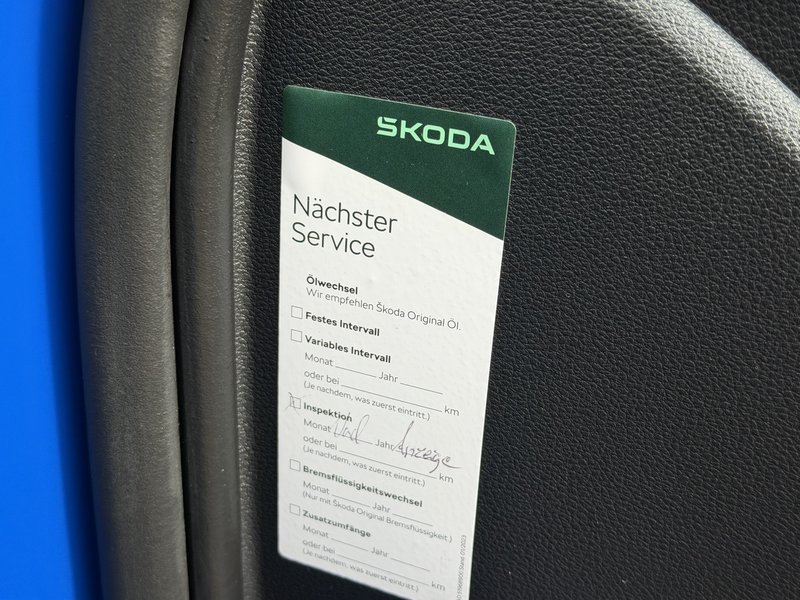 ŠKODA
Nächster
Service
Ölwechsel
Wir empfehlen Škoda Original Öl.
Festes Intervall
Variables Intervall
Monat Jahr
oder bei km
(Je nachdem, was zuerst eintritt.)
Inspektion
Monat Jahr Anzeige
oder bei km
(Je nachdem, was zuerst eintritt.)
Bremsflüssigkeitswechsel
Monat Jahr
(Nur mit Škoda Original Bremsflüssigkeit.)
Zusatzumfänge
Monat Jahr
oder bei km
(Je nachdem, was zuerst eintritt.)